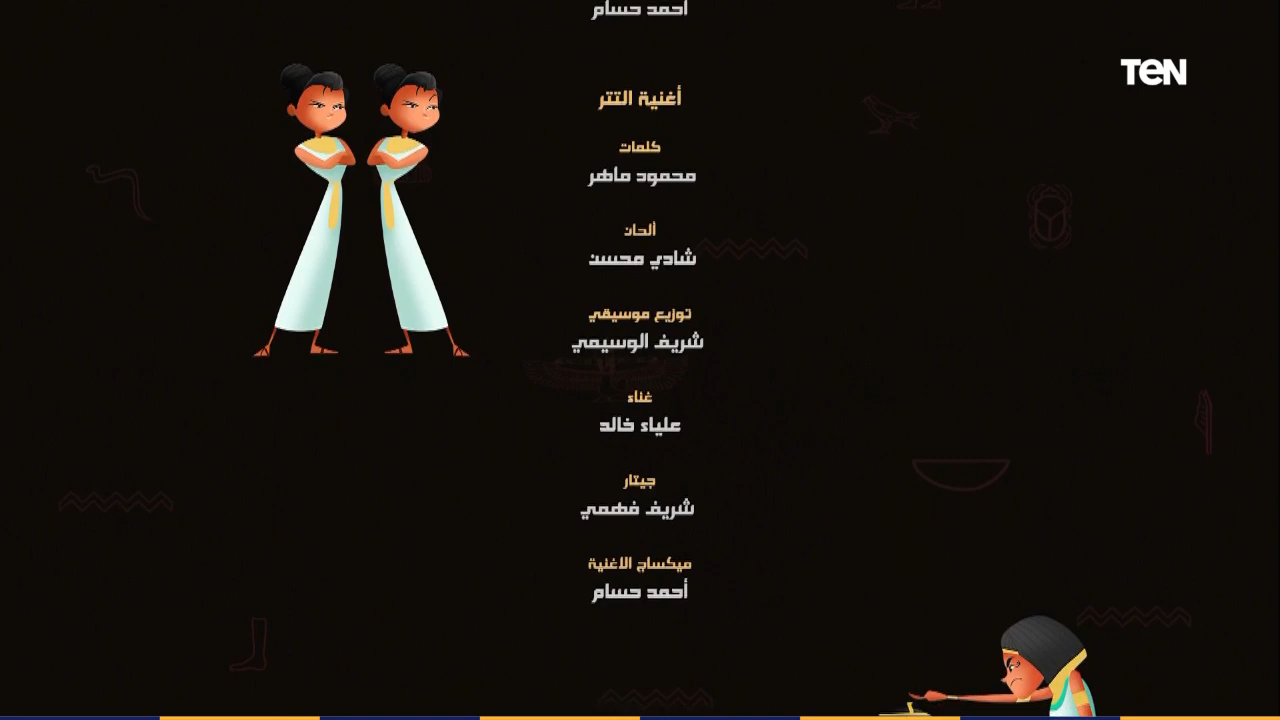 احمد حسام
TeN
أغنية التتر
كلمات
محمود ماهر
ألحان
شادي محسن
توزيع موسيقي
شريف الوسيمي
غناء
علياء خالد
جيتار
شريف فهمي
ميكساج الاغنية
أحمد حسام